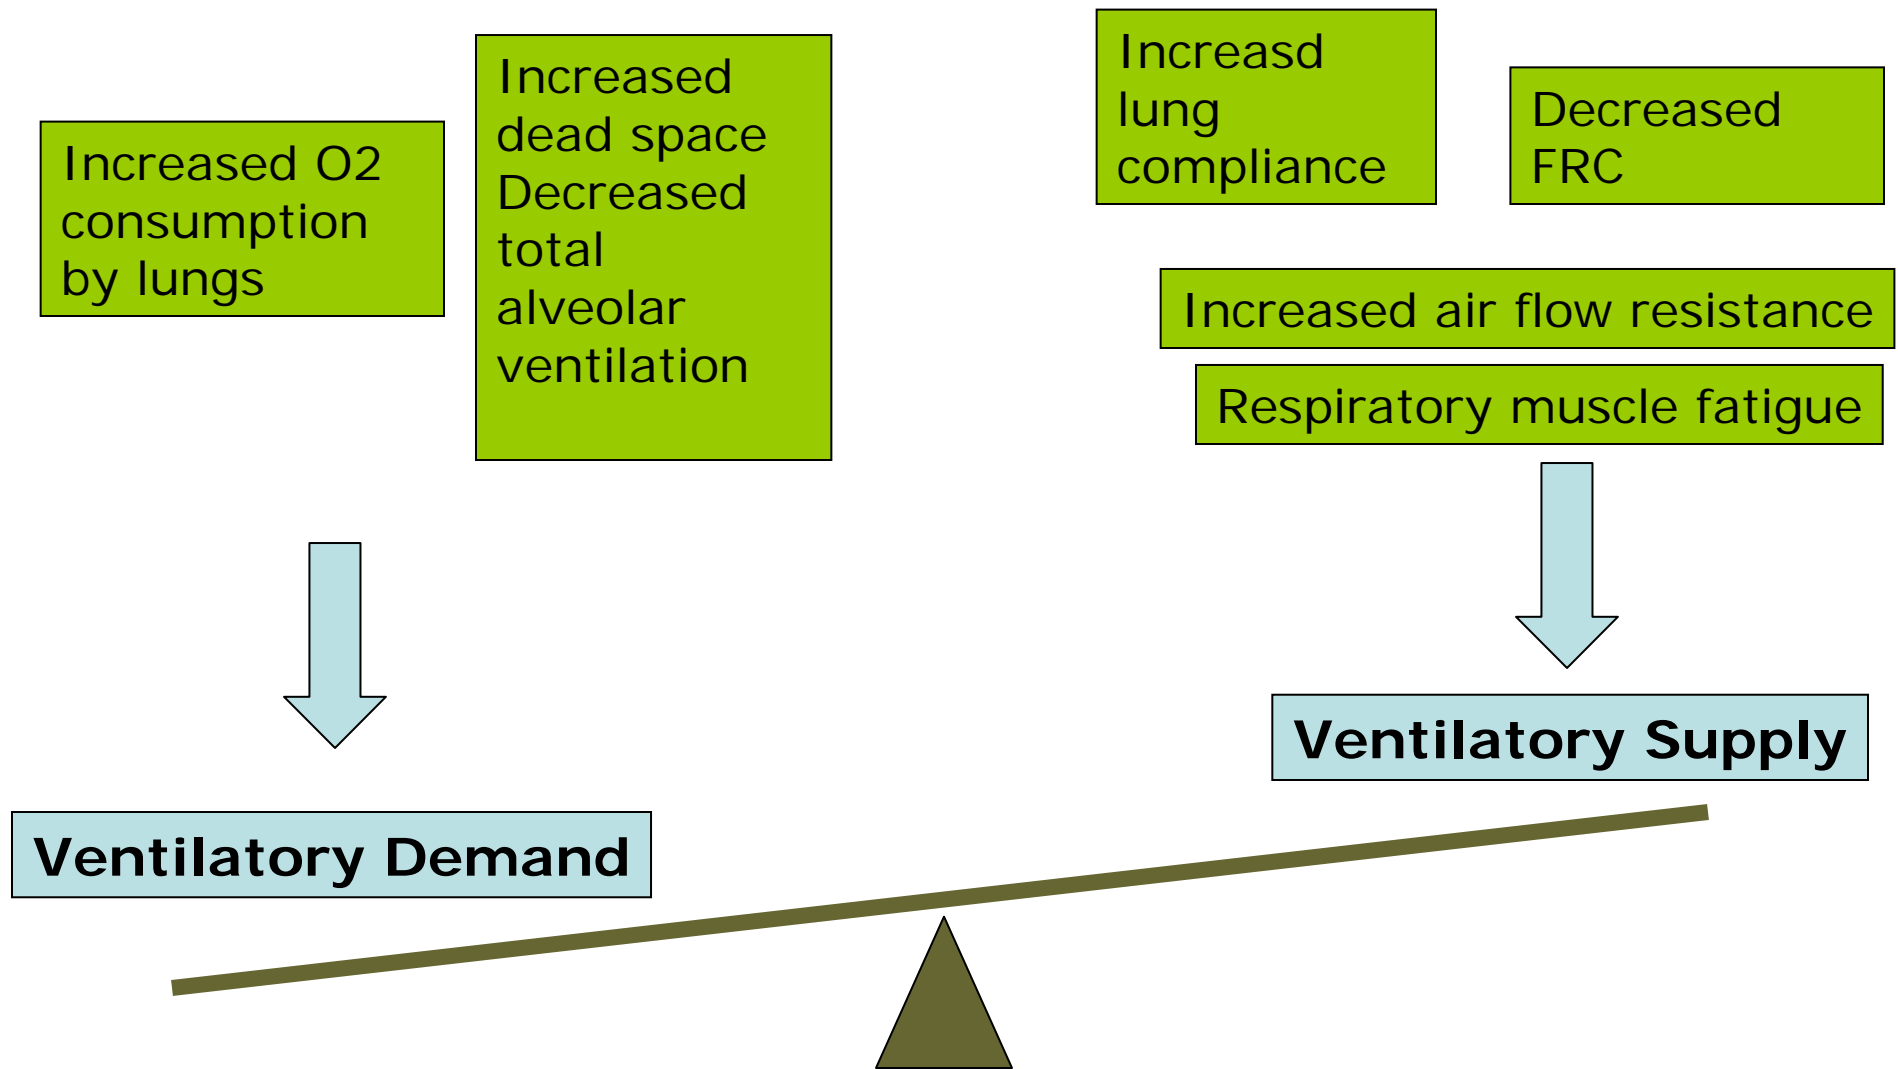 Increased O2
consumption
by lungs
Increased
dead space
Decreased
total
alveolar
ventilation
Increasd
lung
compliance
Decreased
FRC
Increased air flow resistance
Respiratory muscle fatigue
Ventilatory Supply
Ventilatory Demand